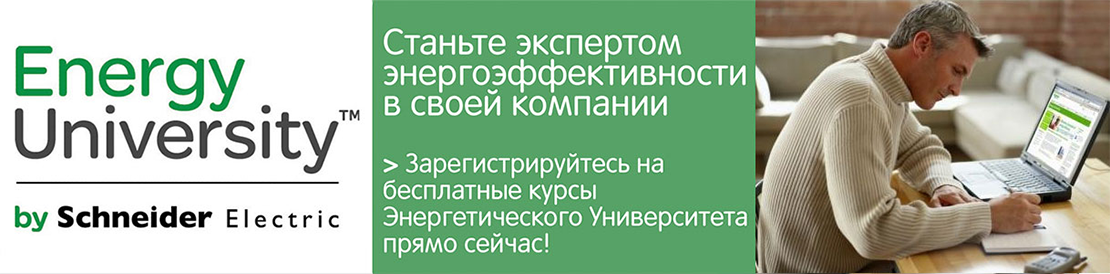 Energy
University™
by Schneider Electric
Станьте экспертом
энергоэффективности
в своей компании
> Зарегистрируйтесь на
бесплатные курсы
Энергетического Университета
прямо сейчас!